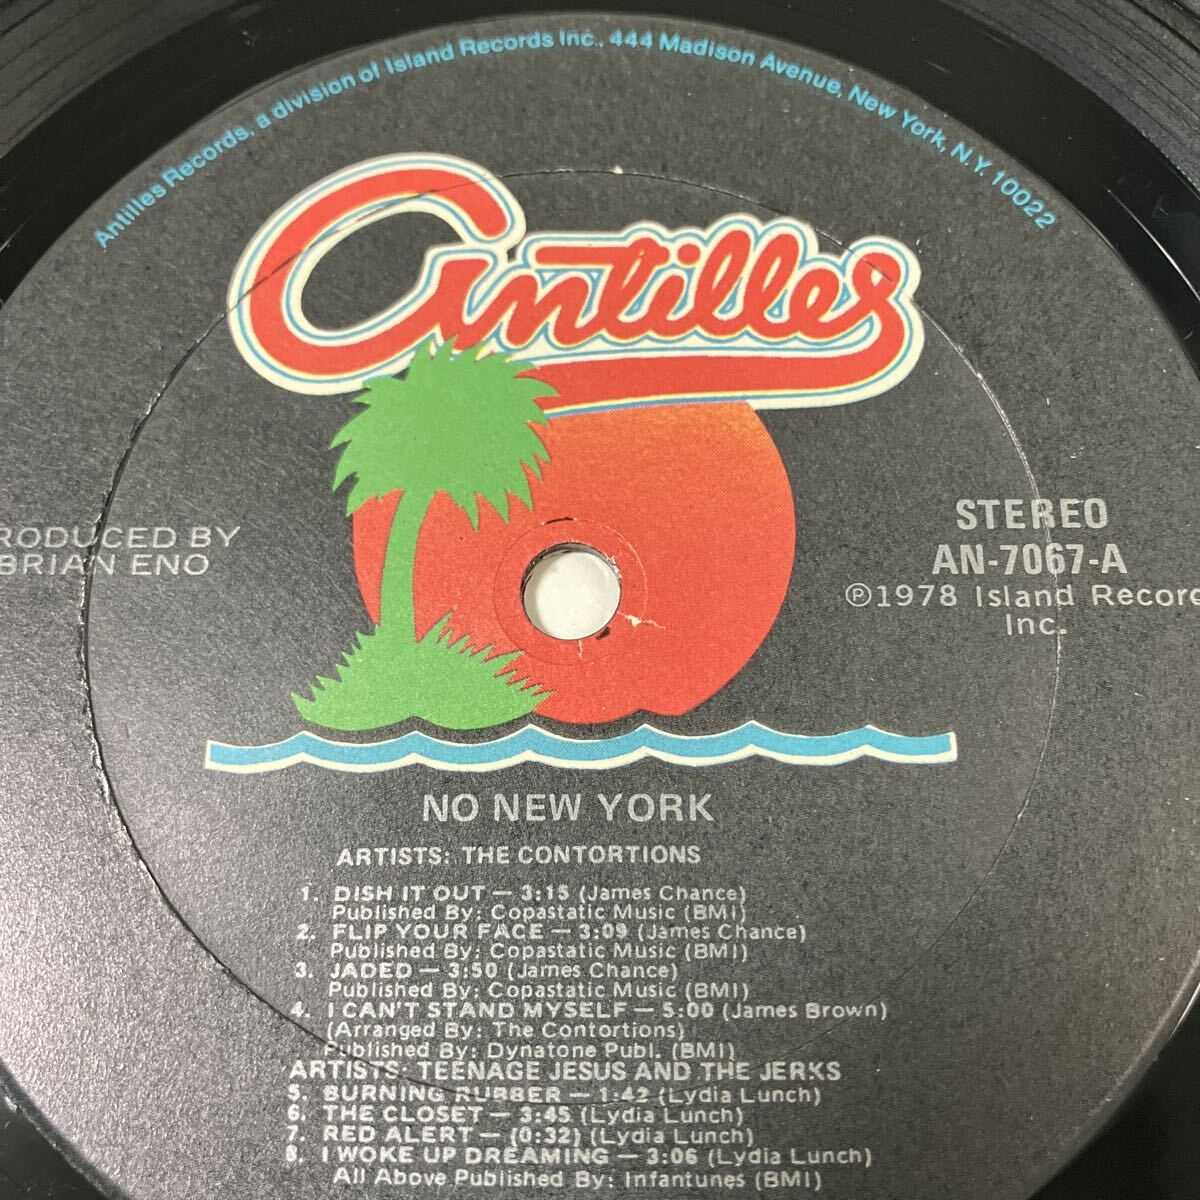 Antilles Records, a division of Island Records Inc., 444 Madison Avenue, New York, N.Y. 10022
Antilles
RODUCED BY
BRIAN ENO
STEREO
AN-7067-A
℗1978 Island Record
Inc.
NO NEW YORK
ARTISTS: THE CONTORTIONS
1. DISH IT OUT — 3:15 (James Chance)
Published By: Copastatic Music (BMI)
2. FLIP YOUR FACE — 3:09 (James Chance)
Published By: Copastatic Music (BMI)
3. JADED — 3:50 (James Chance)
Published By: Copastatic Music (BMI)
4. I CAN'T STAND MYSELF — 5:00 (James Brown)
(Arranged By: The Contortions)
Published By: Dynatone Publ. (BMI)
ARTISTS: TEENAGE JESUS AND THE JERKS
5. BURNING RUBBER — 1:42 (Lydia Lunch)
6. THE CLOSET — 3:45 (Lydia Lunch)
7. RED ALERT — (0:32) (Lydia Lunch)
8. I WOKE UP DREAMING — 3:06 (Lydia Lunch)
All Above Published By: Infantunes (BMI)